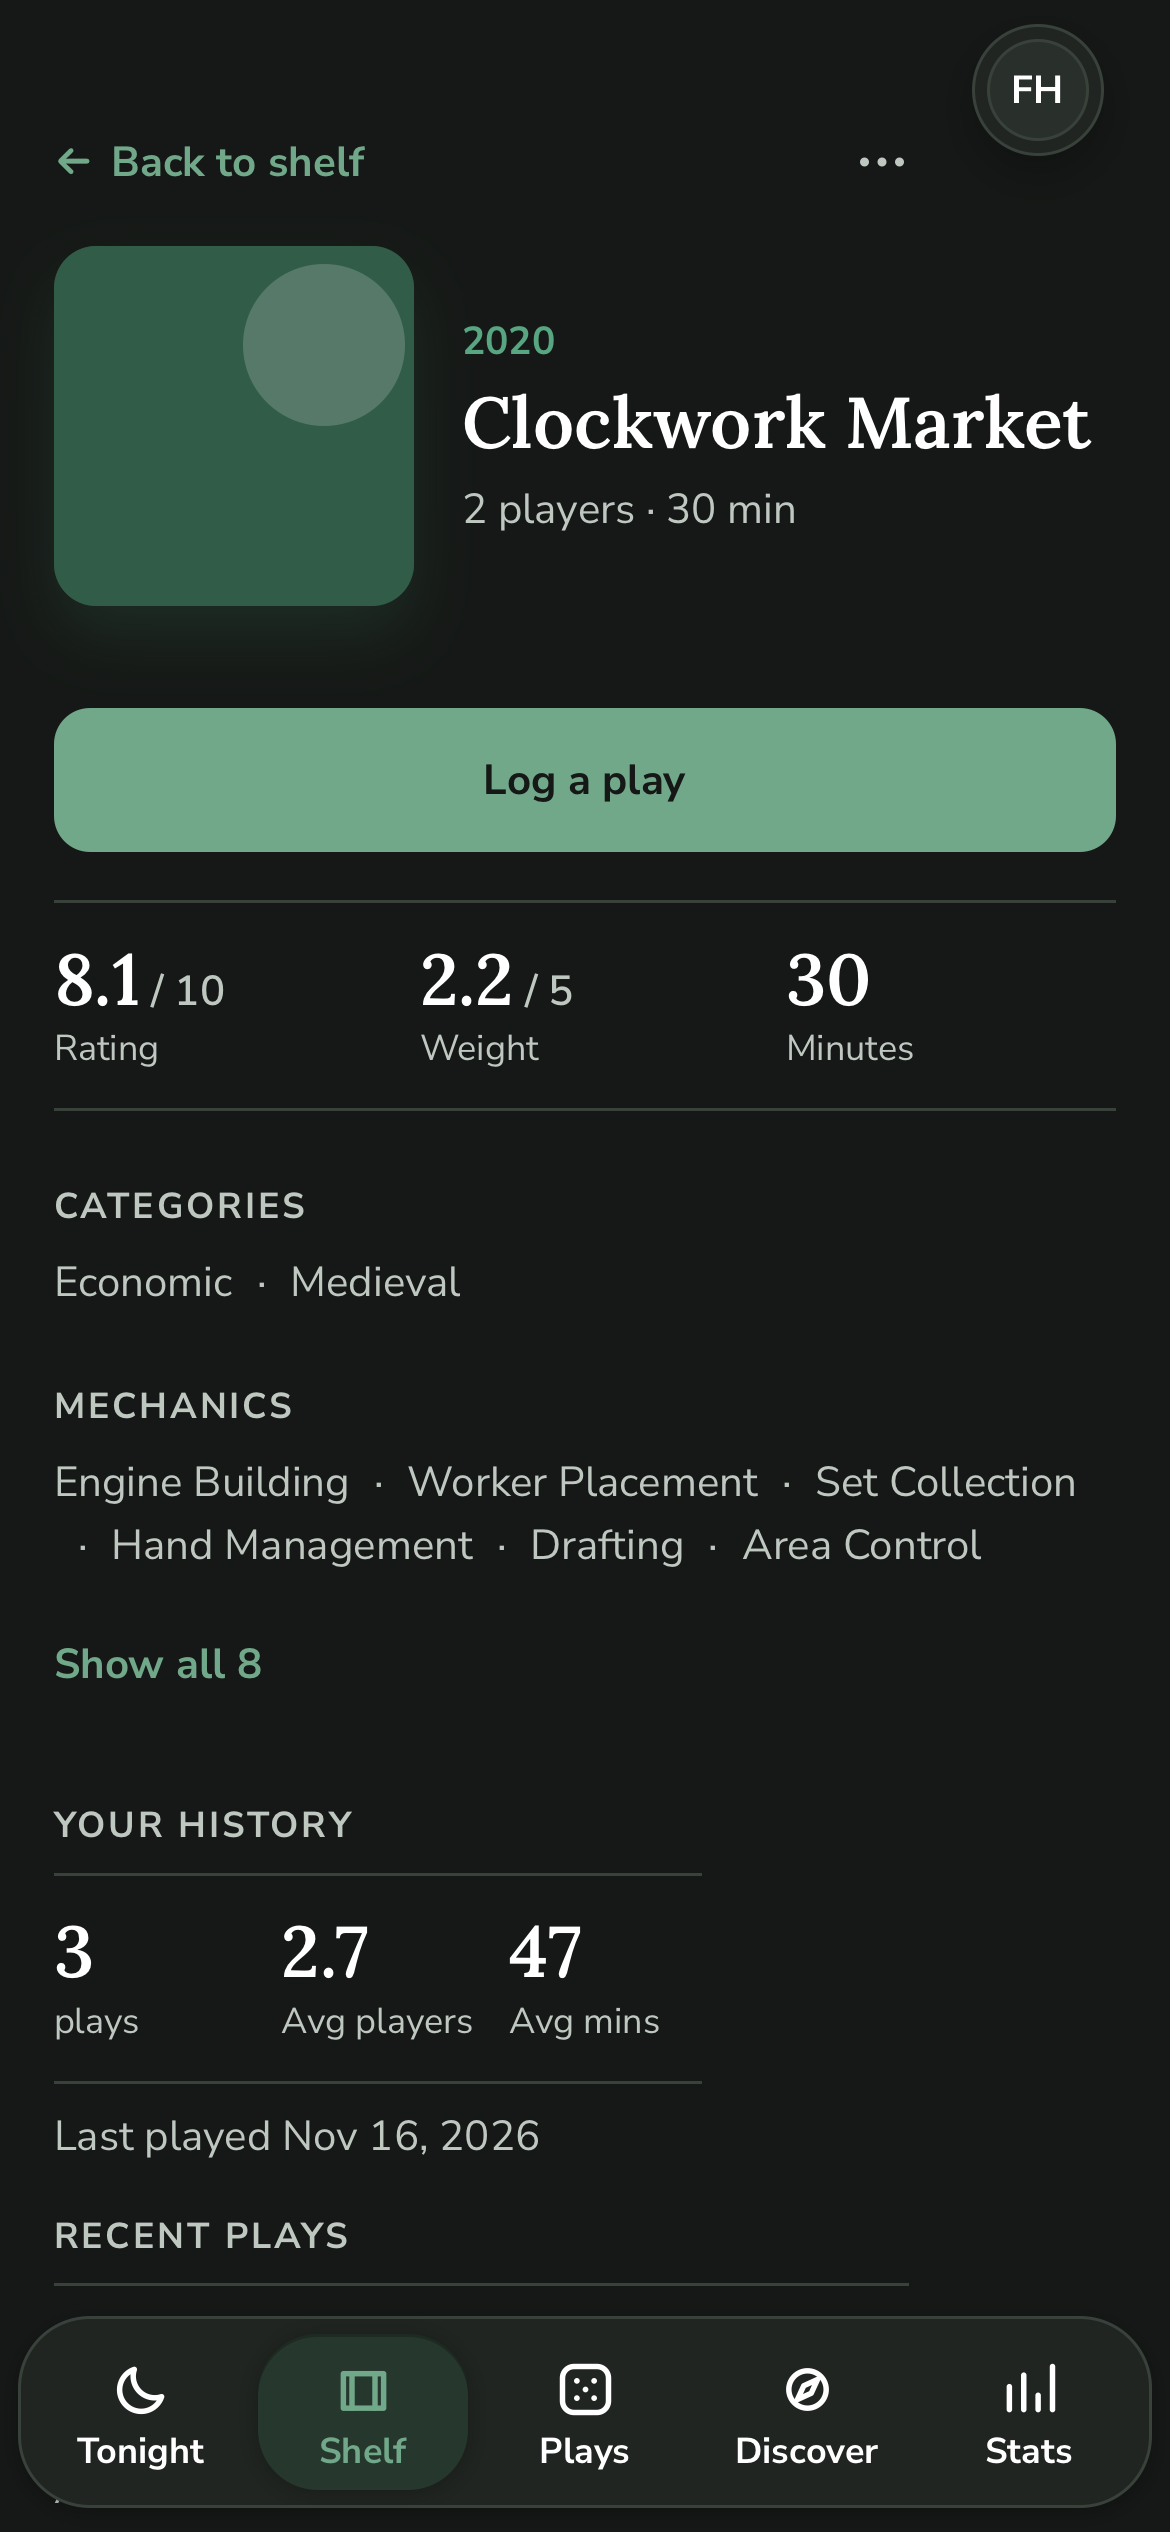 FH
Back to shelf
2020
Clockwork Market
2 players · 30 min
Log a play
8.1 / 10
Rating
2.2 / 5
Weight
30
Minutes
CATEGORIES
Economic · Medieval
MECHANICS
Engine Building · Worker Placement · Set Collection
· Hand Management · Drafting · Area Control
Show all 8
YOUR HISTORY
3
plays
2.7
Avg players
47
Avg mins
Last played Nov 16, 2026
RECENT PLAYS
Tonight
Shelf
Plays
Discover
Stats